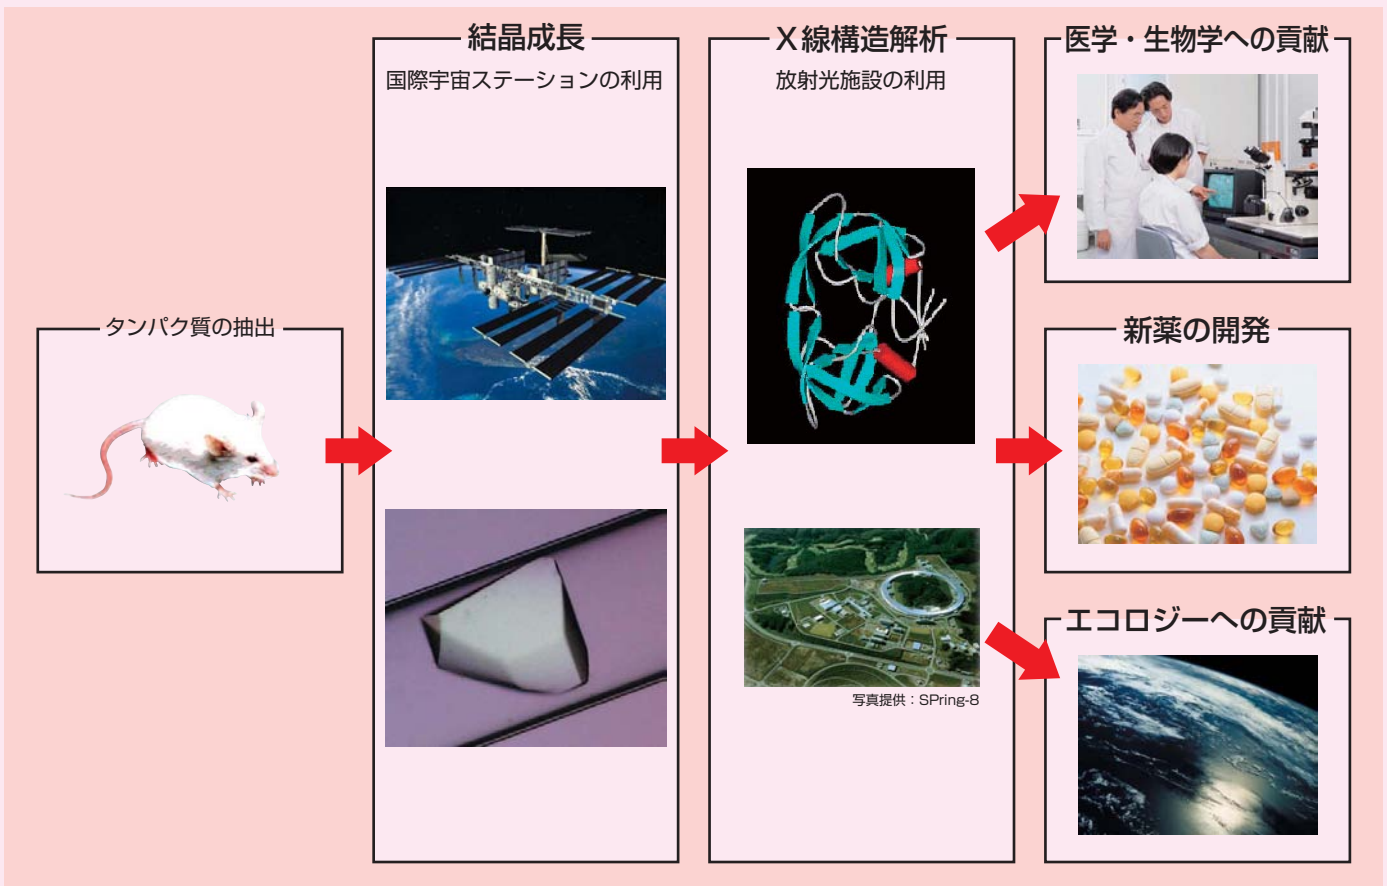 タンパク質の抽出
結晶成長
国際宇宙ステーションの利用
X線構造解析
放射光施設の利用
写真提供：SPring-8
医学・生物学への貢献
新薬の開発
エコロジーへの貢献